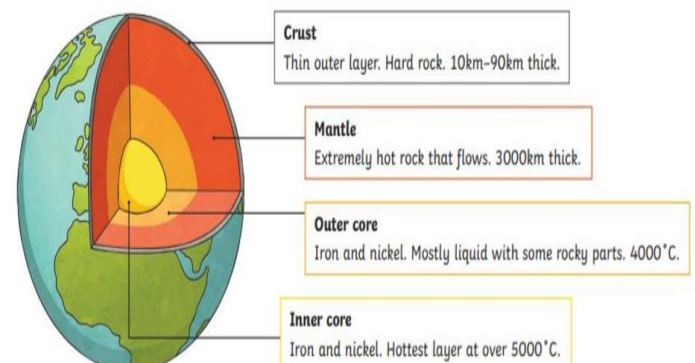 Crust
Thin outer layer. Hard rock. 10km–90km thick.
Mantle
Extremely hot rock that flows. 3000km thick.
Outer core
Iron and nickel. Mostly liquid with some rocky parts. 4000˚C.
Inner core
Iron and nickel. Hottest layer at over 5000˚C.